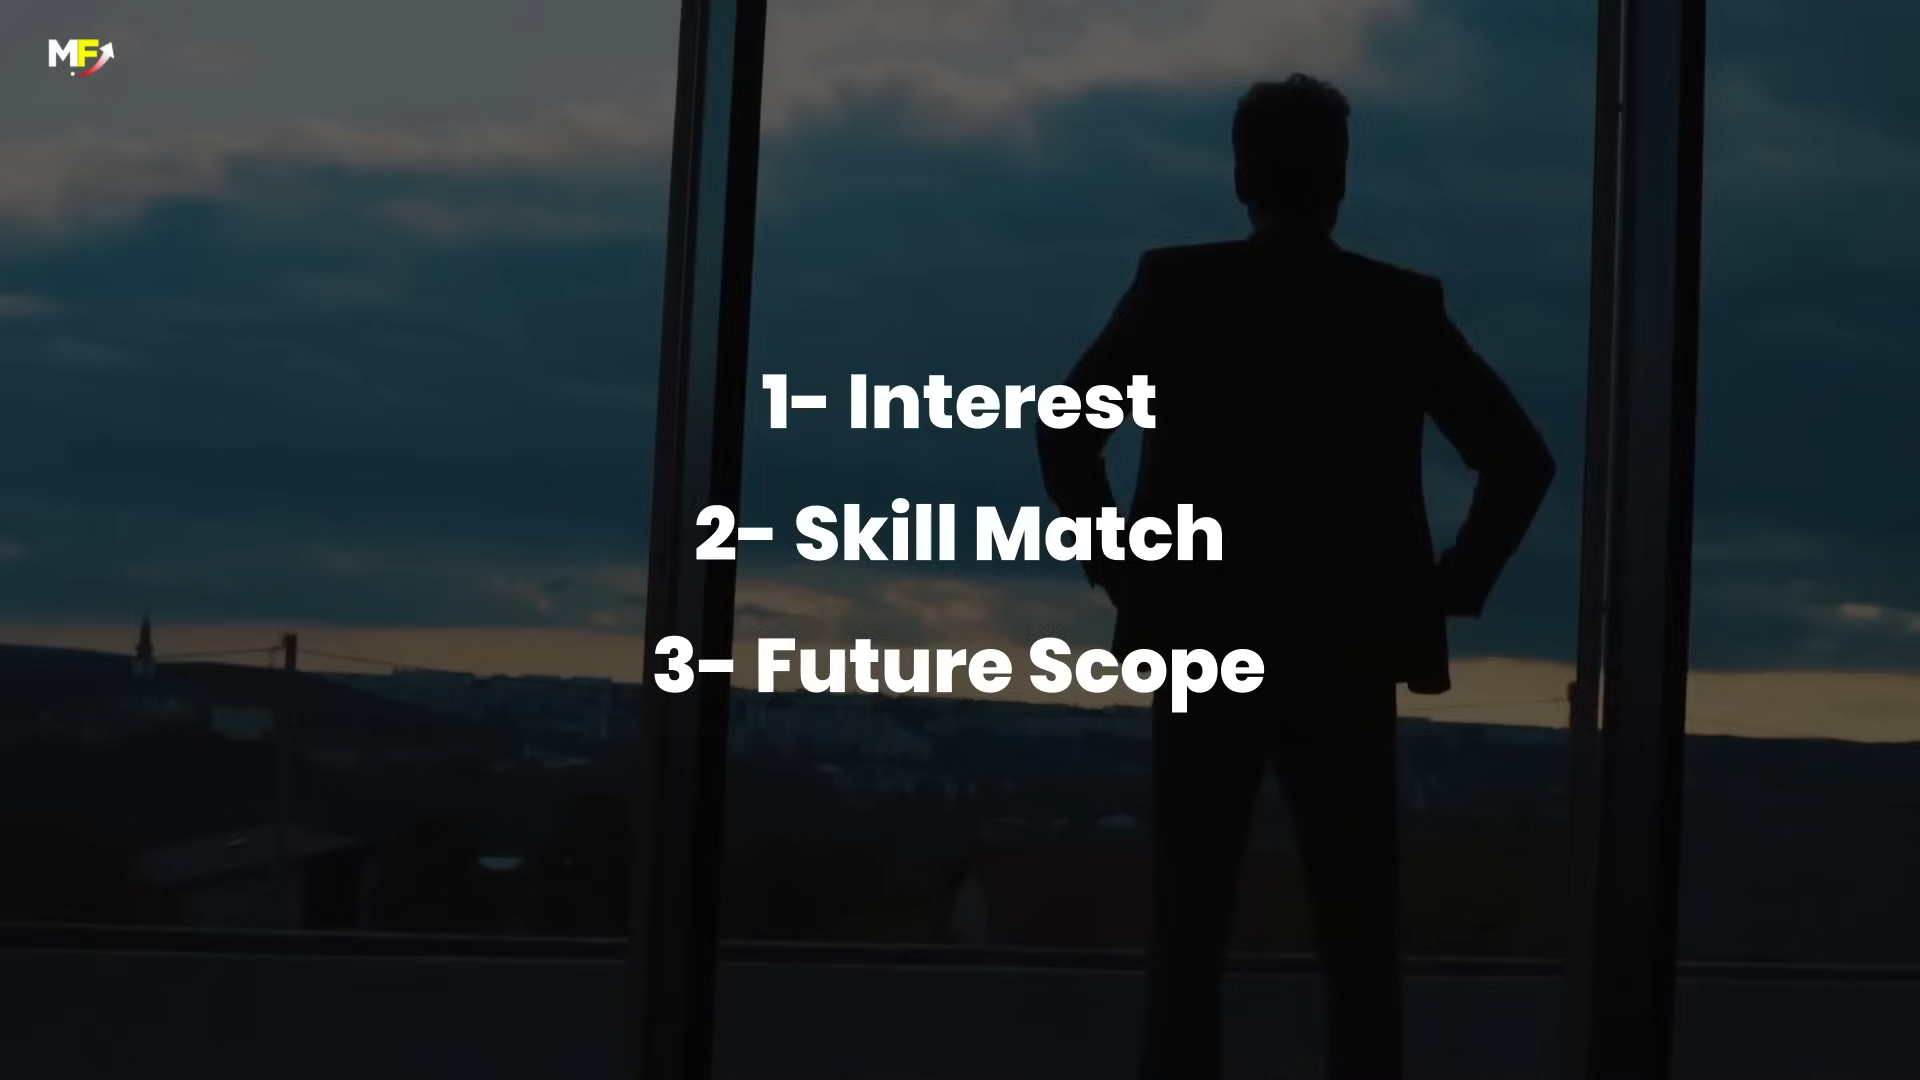 MF
1- Interest
2- Skill Match
3- Future Scope